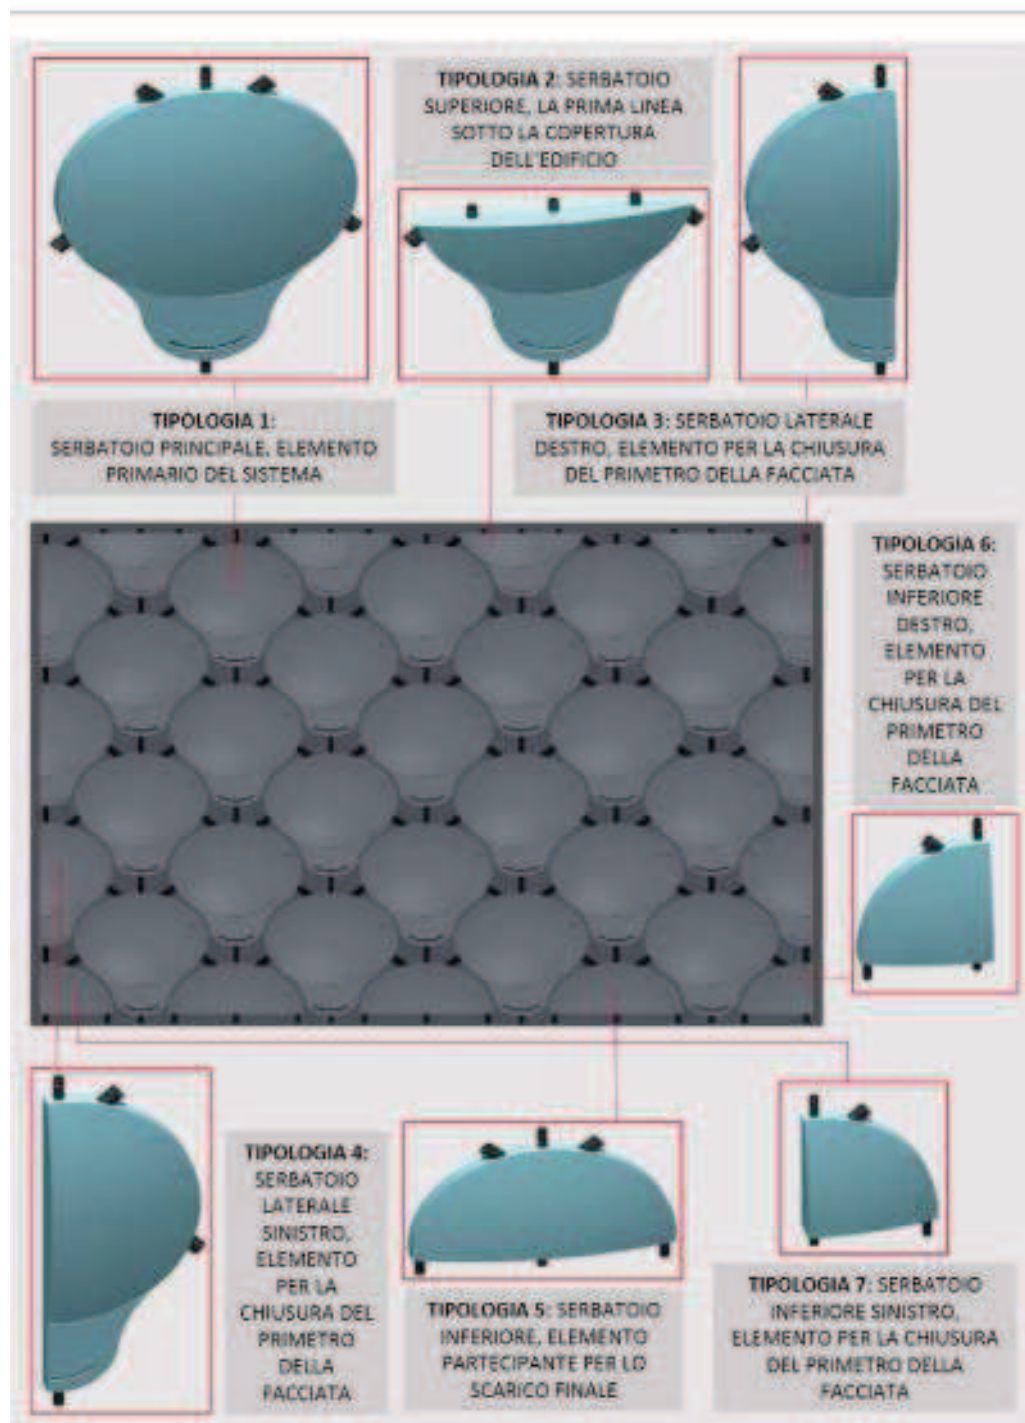 TIPOLOGIA 2: SERBATOIO
SUPERIORE, LA PRIMA LINEA
SOTTO LA COPERTURA
DELL'EDIFICIO
TIPOLOGIA 1:
SERBATOIO PRINCIPALE, ELEMENTO
PRIMARIO DEL SISTEMA
TIPOLOGIA 3: SERBATOIO LATERALE
DESTRO, ELEMENTO PER LA CHIUSURA
DEL PRIMETRO DELLA FACCIATA
TIPOLOGIA 6:
SERBATOIO
INFERIORE
DESTRO,
ELEMENTO
PER LA
CHIUSURA DEL
PRIMETRO
DELLA
FACCIATA
TIPOLOGIA 4:
SERBATOIO
LATERALE
SINISTRO,
ELEMENTO
PER LA
CHIUSURA DEL
PRIMETRO
DELLA
FACCIATA
TIPOLOGIA 5: SERBATOIO
INFERIORE, ELEMENTO
PARTECIPANTE PER LO
SCARICO FINALE
TIPOLOGIA 7: SERBATOIO
INFERIORE SINISTRO,
ELEMENTO PER LA CHIUSURA
DEL PRIMETRO DELLA
FACCIATA